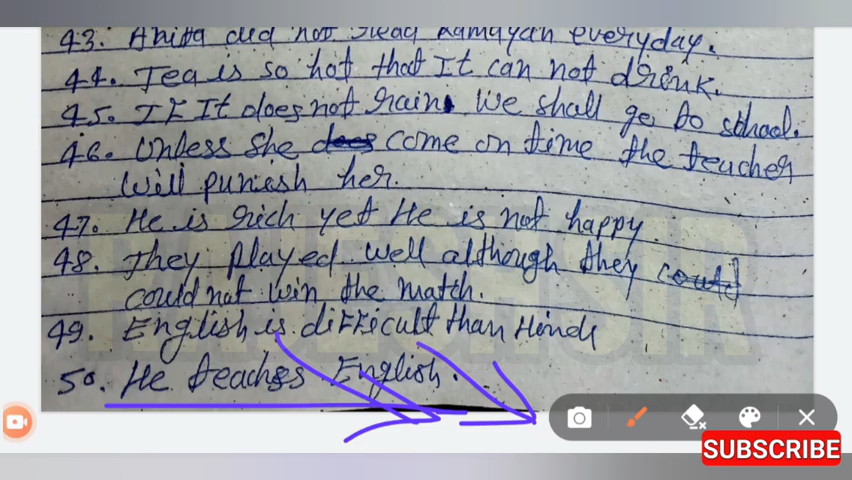 43. Anita did not read Ramayan everyday.
44. Tea is so hot that It can not drink.
45. If It does not rain, We shall go to school.
46. Unless she does come on time the teacher
will punish her.
47. He is rich yet He is not happy.
48. They played well although they could
could not win the match.
49. English is difficult than Hindi
50. He teaches English.
SUBSCRIBE